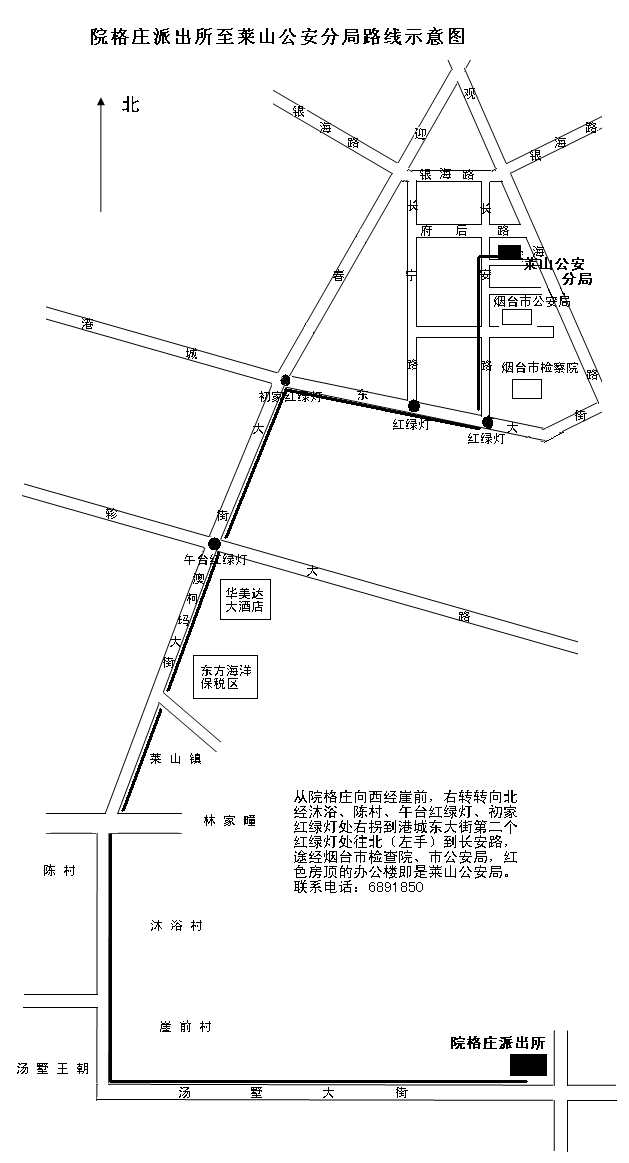 院格庄派出所至莱山公安分局路线示意图
北
银海路
迎春大街
观海路
银海路
银海路
府后路
长宁路
长安路
莱山公安
分局
烟台市公安局
烟台市检察院
港城东大街
初家红绿灯
红绿灯
红绿灯
彩大路
午台红绿灯
澳柯玛大街
华美达
大酒店
东方海洋
保税区
莱山镇
林家疃
从院格庄向西经崖前，右转转向北
经沐浴、陈村、午台红绿灯、初家
红绿灯处右拐到港城东大街第二个
红绿灯处往北（左手）到长安路，
途经烟台市检查院、市公安局，红
色房顶的办公楼即是莱山公安局。
联系电话：6891850
陈村
沐浴村
崖前村
院格庄派出所
汤墅王朝
汤墅大街